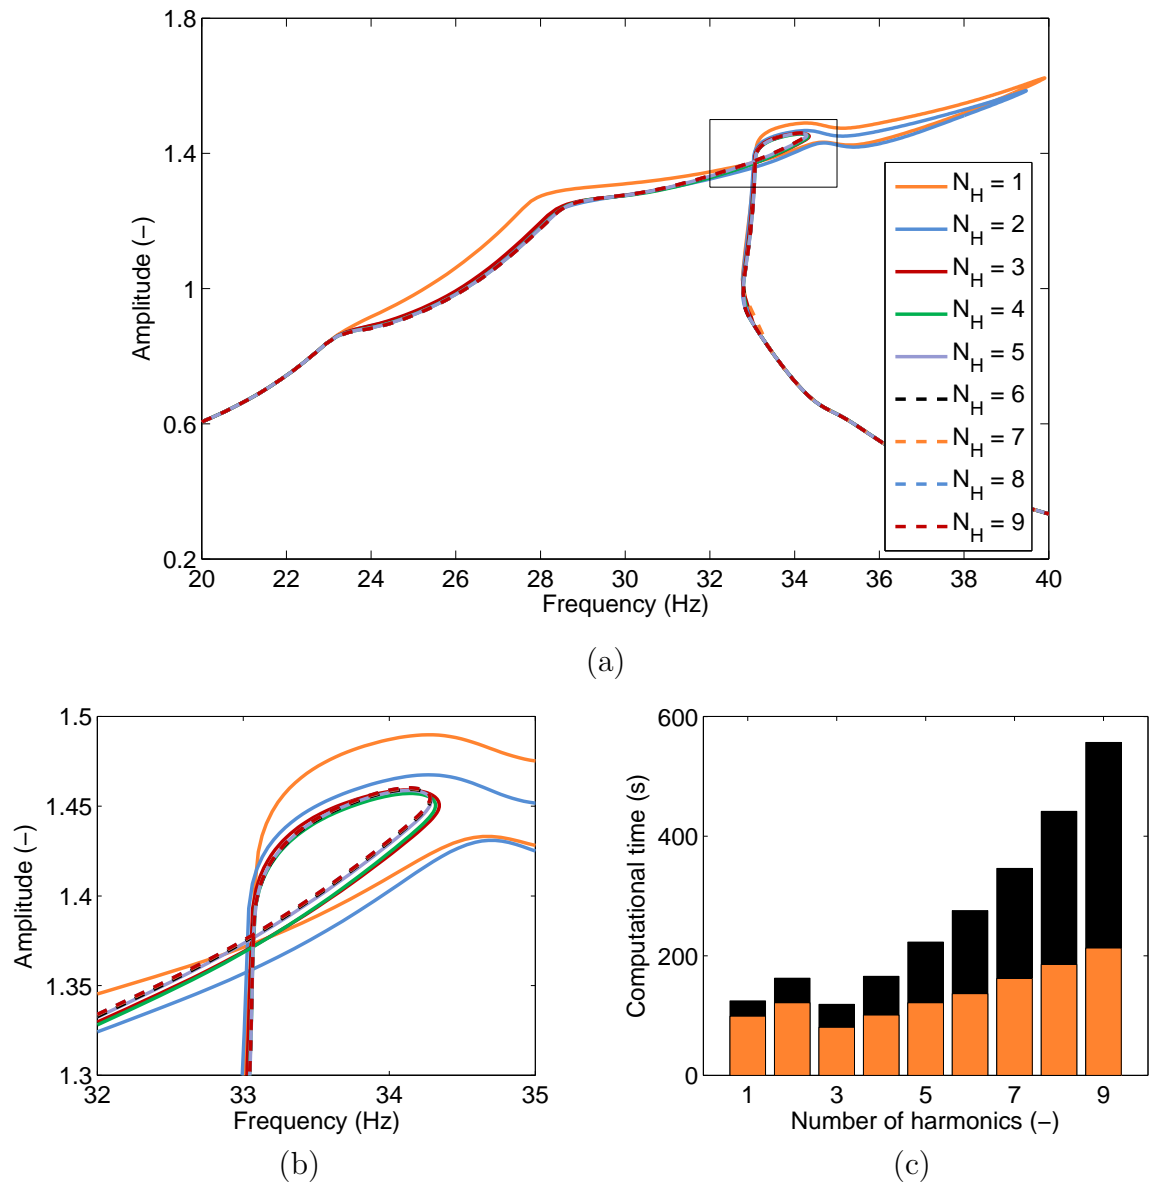 1.8
1.4
1
0.6
0.2
Amplitude (−)
20 22 24 26 28 30 32 34 36 38 40
Frequency (Hz)
N_H = 1
N_H = 2
N_H = 3
N_H = 4
N_H = 5
N_H = 6
N_H = 7
N_H = 8
N_H = 9
(a)
1.5
1.45
1.4
1.35
1.3
Amplitude (−)
32 33 34 35
Frequency (Hz)
(b)
600
400
200
0
Computational time (s)
1 3 5 7 9
Number of harmonics (−)
(c)